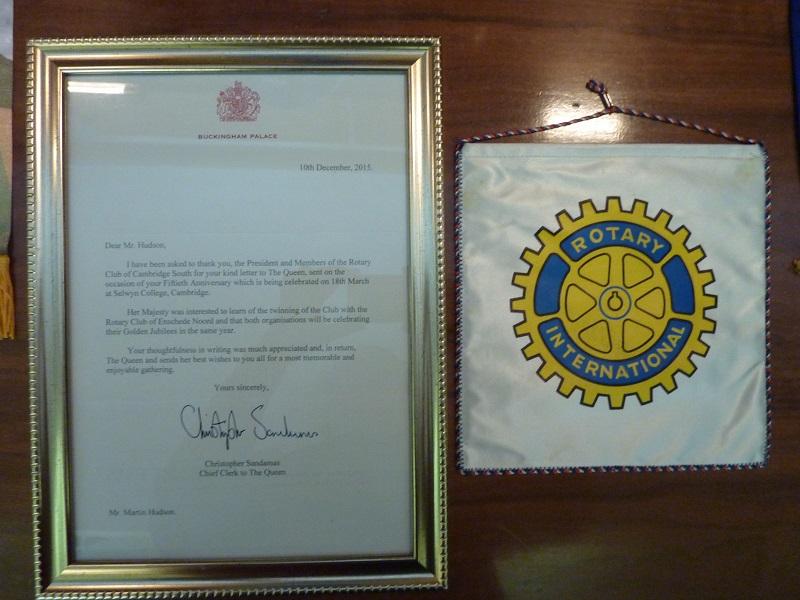 BUCKINGHAM PALACE
10th December, 2015.
Dear Mr. Hudson,
I have been asked to thank you, the President and Members of the Rotary
Club of Cambridge South for your kind letter to The Queen, sent on the
occasion of your Fiftieth Anniversary which is being celebrated on 18th March
at Selwyn College, Cambridge.
Her Majesty was interested to learn of the twinning of the Club with the
Rotary Club of Enschede Noord and that both organisations will be celebrating
their Golden Jubilees in the same year.
Your thoughtfulness in writing was much appreciated and, in return,
The Queen and sends her best wishes to you all for a most memorable and
enjoyable gathering.
Yours sincerely,
Christopher Sandamas
Christopher Sandamas
Chief Clerk to The Queen
Mr. Martin Hudson.
ROTARY
INTERNATIONAL